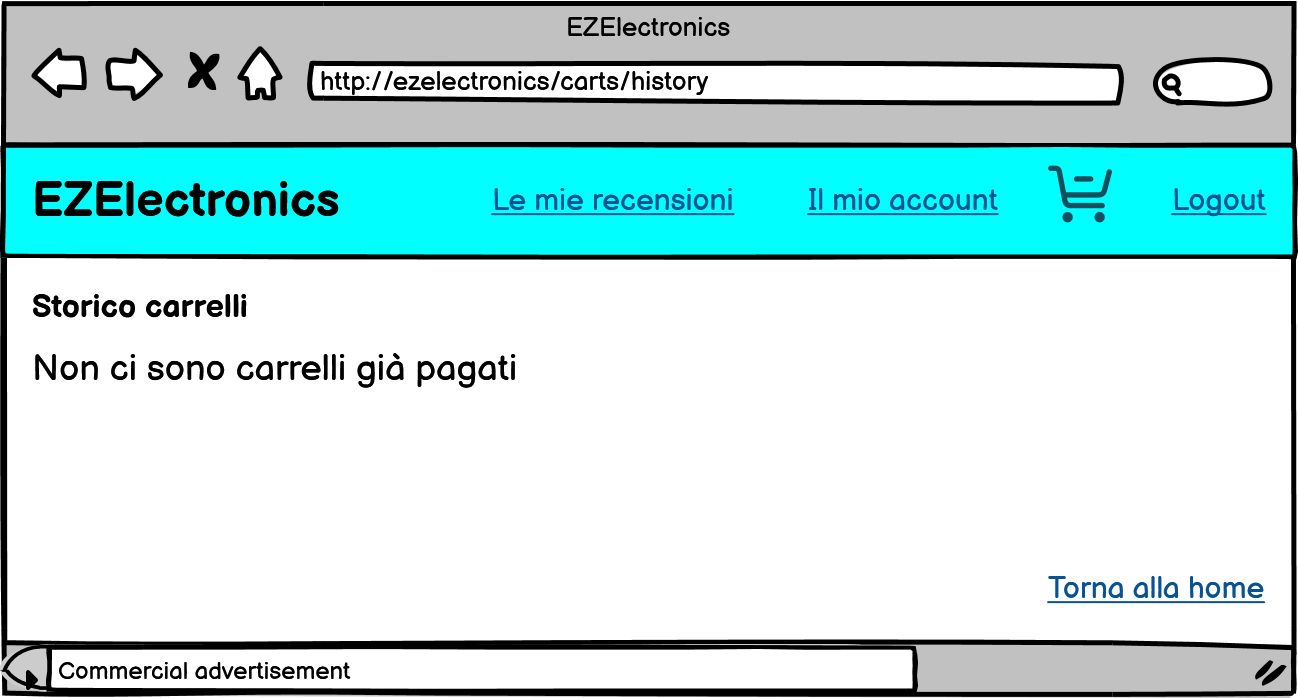 EZElectronics
http://ezelectronics/carts/history
EZElectronics Le mie recensioni Il mio account Logout
Storico carrelli
Non ci sono carrelli già pagati
Torna alla home
Commercial advertisement